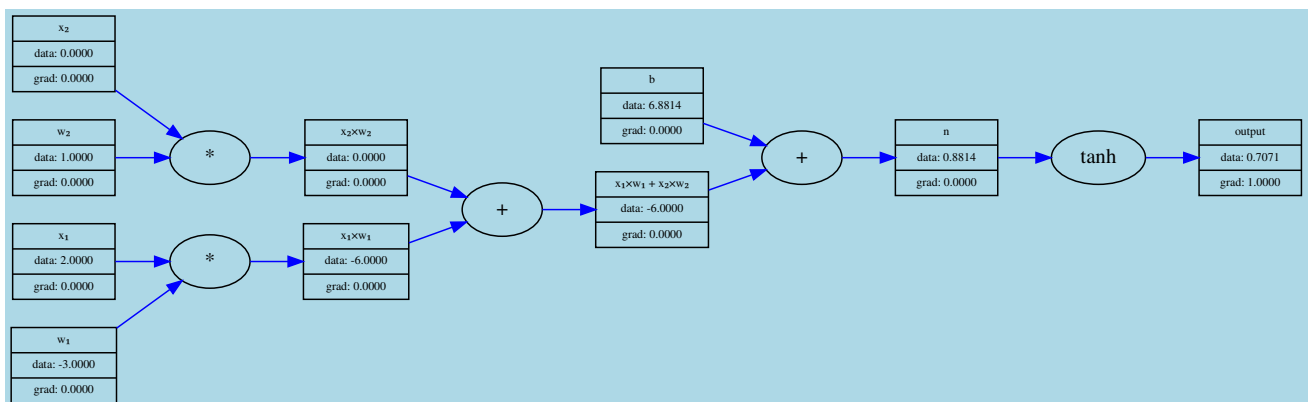 x₂
data: 0.0000
grad: 0.0000
w₂
data: 1.0000
grad: 0.0000
x₁
data: 2.0000
grad: 0.0000
w₁
data: -3.0000
grad: 0.0000
*
*
x₂×w₂
data: 0.0000
grad: 0.0000
x₁×w₁
data: -6.0000
grad: 0.0000
+
b
data: 6.8814
grad: 0.0000
x₁×w₁ + x₂×w₂
data: -6.0000
grad: 0.0000
+
n
data: 0.8814
grad: 0.0000
tanh
output
data: 0.7071
grad: 1.0000